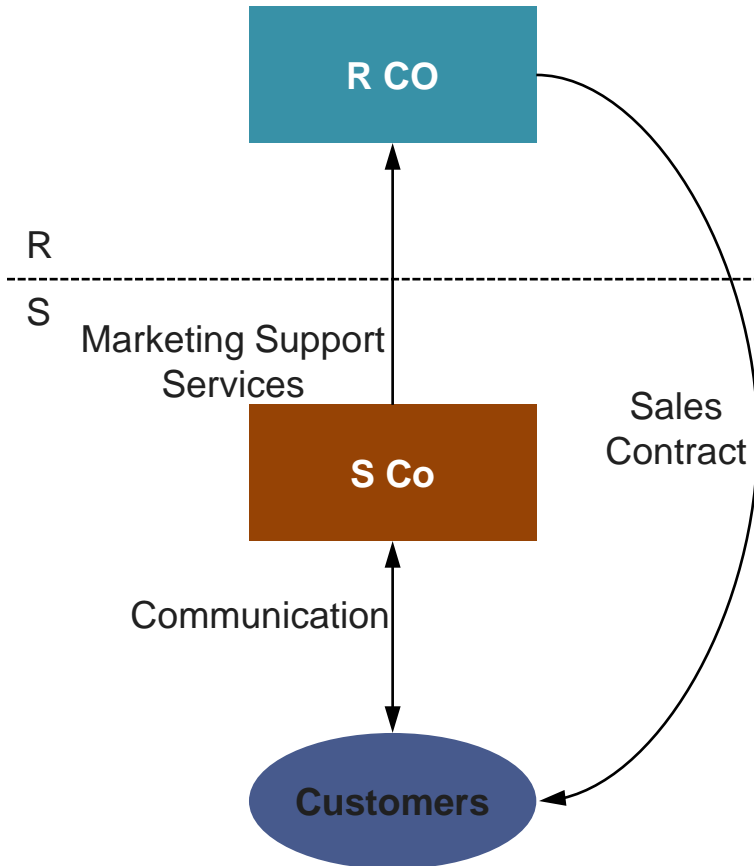 R CO
R
S
Marketing Support
Services
Sales
Contract
S Co
Communication
Customers